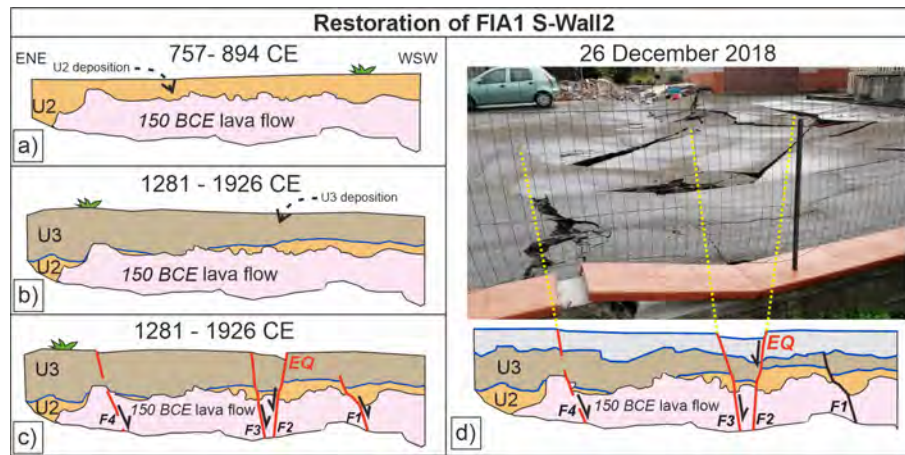 Restoration of FIA1 S-Wall2
ENE
757- 894 CE
WSW
U2 deposition
U2
150 BCE lava flow
a)
1281 - 1926 CE
U3 deposition
U3
U2
150 BCE lava flow
b)
1281 - 1926 CE
EQ
U3
U2
150 BCE lava flow
F4
F3
F2
F1
c)
26 December 2018
EQ
U3
U2
150 BCE lava flow
F4
F3
F2
F1
d)